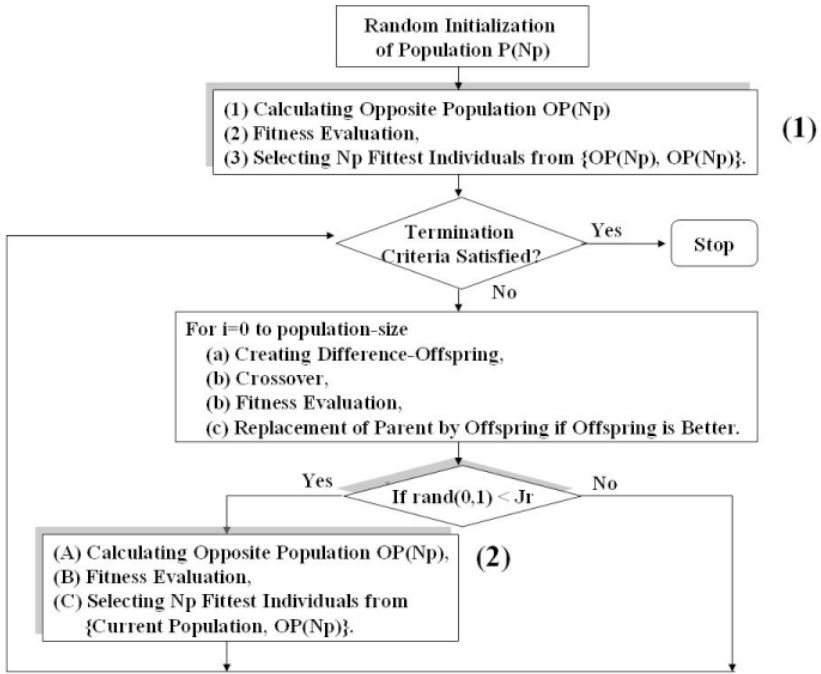 Random Initialization
of Population P(Np)
(1) Calculating Opposite Population OP(Np)
(2) Fitness Evaluation,
(3) Selecting Np Fittest Individuals from {OP(Np), OP(Np)}.
(1)
Termination
Criteria Satisfied?
Yes
Stop
No
For i=0 to population-size
(a) Creating Difference-Offspring,
(b) Crossover,
(b) Fitness Evaluation,
(c) Replacement of Parent by Offspring if Offspring is Better.
Yes
If rand(0,1) < Jr
No
(A) Calculating Opposite Population OP(Np),
(B) Fitness Evaluation,
(C) Selecting Np Fittest Individuals from
{Current Population, OP(Np)}.
(2)